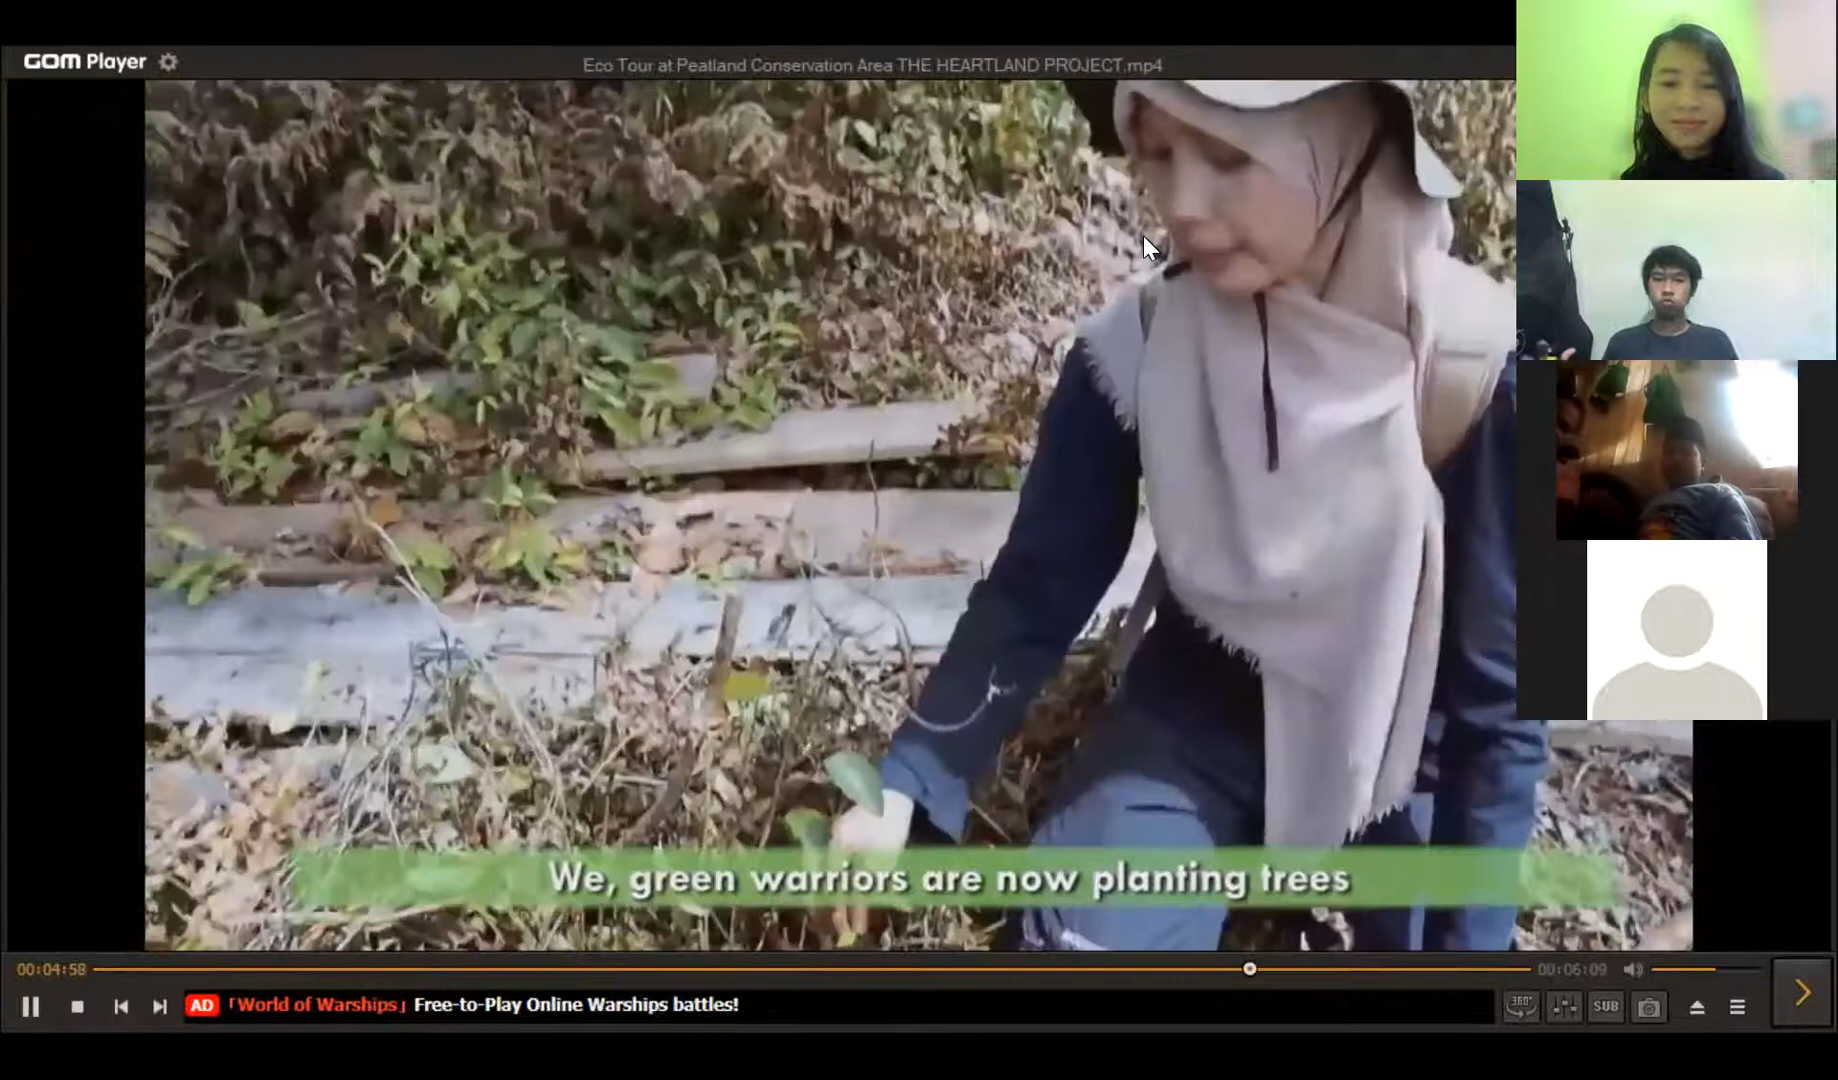 GOM Player
Eco Tour at Peatland Conservation Area THE HEARTLAND PROJECT.mp4
We, green warriors are now planting trees
00:04:58
00:06:09
AD 「World of Warships」 Free-to-Play Online Warships battles!
360°
SUB